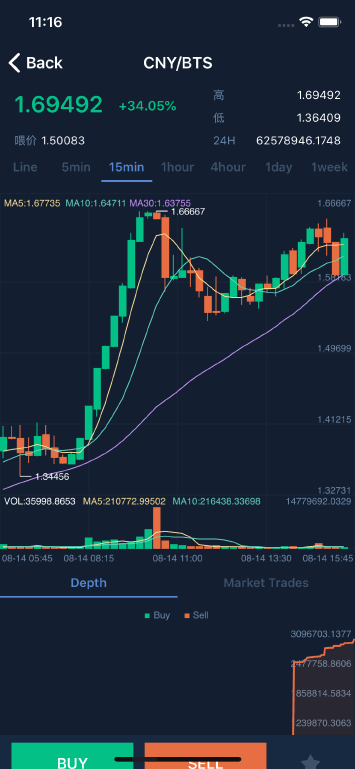 11:16
Back
CNY/BTS
1.69492 +34.05%
高 1.69492
低 1.36409
喂价 1.50083
24H 62578946.1748
Line 5min 15min 1hour 4hour 1day 1week
MA5:1.67735 MA10:1.64711 MA30:1.63755
1.66667
1.66667
1.58183
1.49699
1.41215
1.34456
1.32731
VOL:35998.8653 MA5:210772.99502 MA10:216438.33698 14779692.0329
08-14 05:45 08-14 08:15 08-14 11:00 08-14 13:30 08-14 15:45
Depth Market Trades
Buy Sell
3096703.1377
2477758.8606
1858814.5834
1239870.3063
BUY SELL